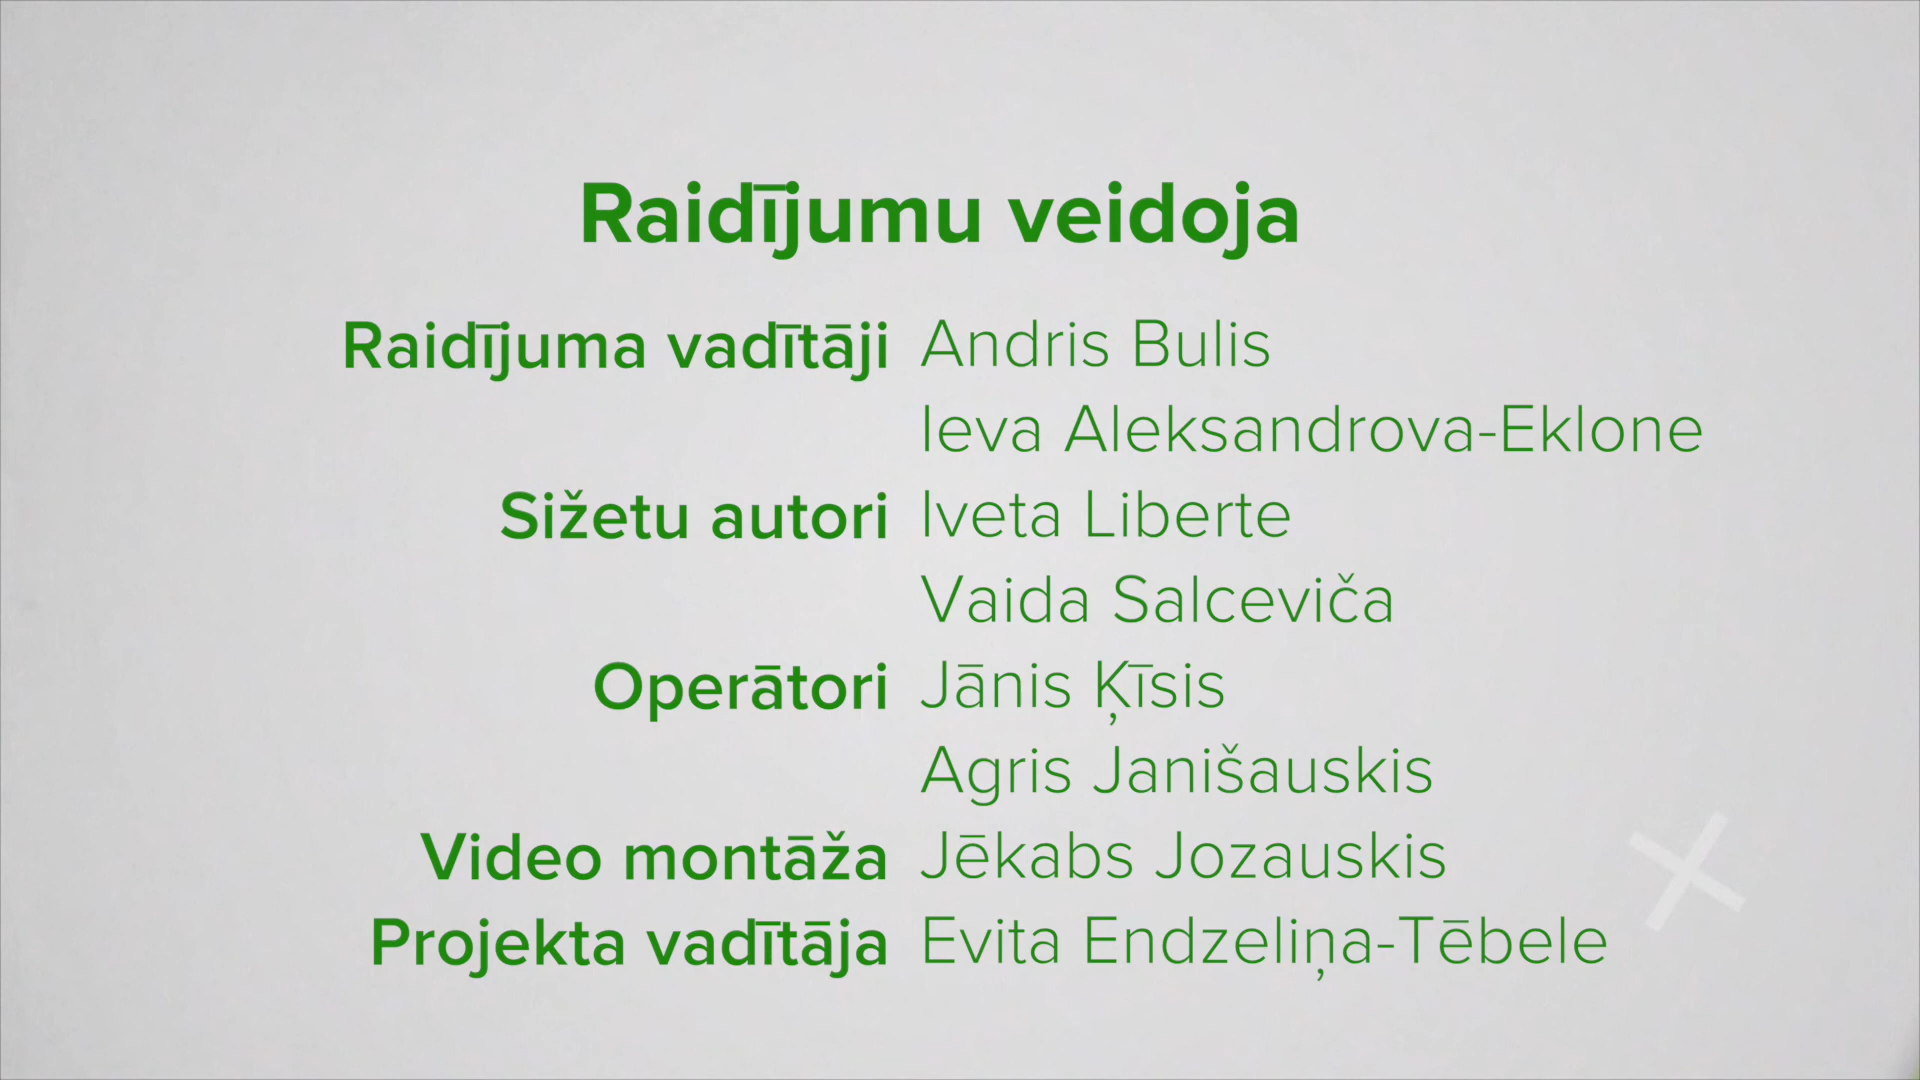 Raidījumu veidoja
Raidījuma vadītāji Andris Bulis
Ieva Aleksandrova-Eklone
Sižetu autori Iveta Liberte
Vaida Salceviča
Operātori Jānis Ķīsis
Agris Janišauskis
Video montāža Jēkabs Jozauskis
Projekta vadītāja Evita Endzeliņa-Tēbele